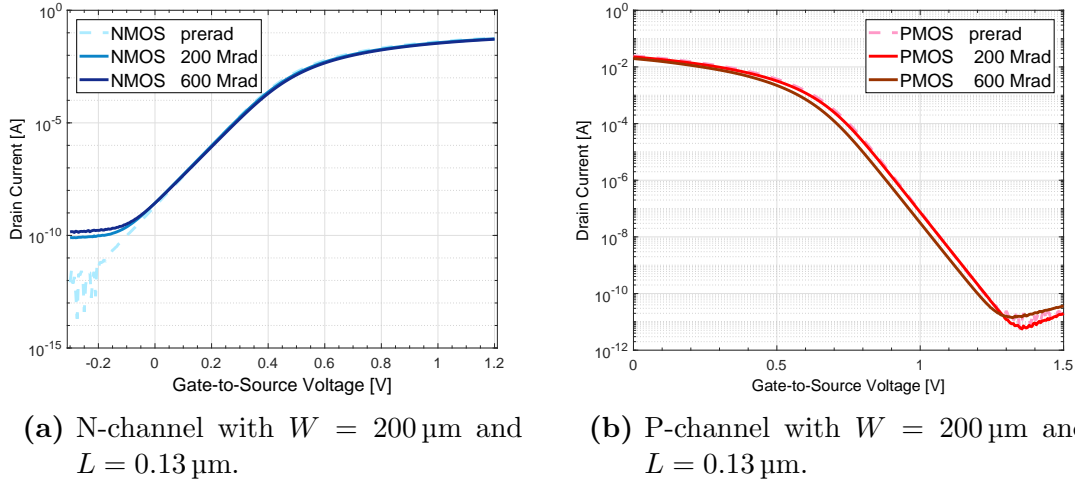 10^0
10^-5
10^-10
10^-15
Drain Current [A]
NMOS prerad
NMOS 200 Mrad
NMOS 600 Mrad
-0.2 0 0.2 0.4 0.6 0.8 1 1.2
Gate-to-Source Voltage [V]
10^0
10^-2
10^-4
10^-6
10^-8
10^-10
10^-12
Drain Current [A]
PMOS prerad
PMOS 200 Mrad
PMOS 600 Mrad
0 0.5 1 1.5
Gate-to-Source Voltage [V]
(a) N-channel with W = 200 µm and
L = 0.13 µm.
(b) P-channel with W = 200 µm and
L = 0.13 µm.